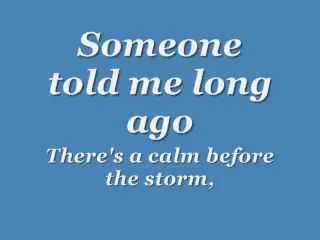 Someone
told me long
ago
There's a calm before
the storm,